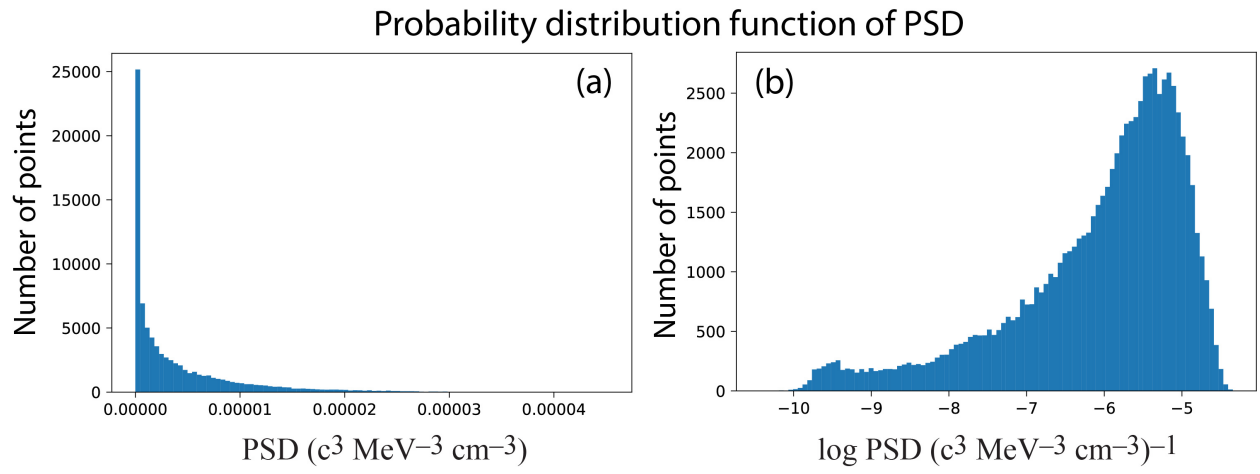 Probability distribution function of PSD
(a)
Number of points
25000
20000
15000
10000
5000
0
0.00000 0.00001 0.00002 0.00003 0.00004
PSD (c³ MeV⁻³ cm⁻³)
(b)
Number of points
2500
2000
1500
1000
500
0
−10 −9 −8 −7 −6 −5
log PSD (c³ MeV⁻³ cm⁻³)⁻¹